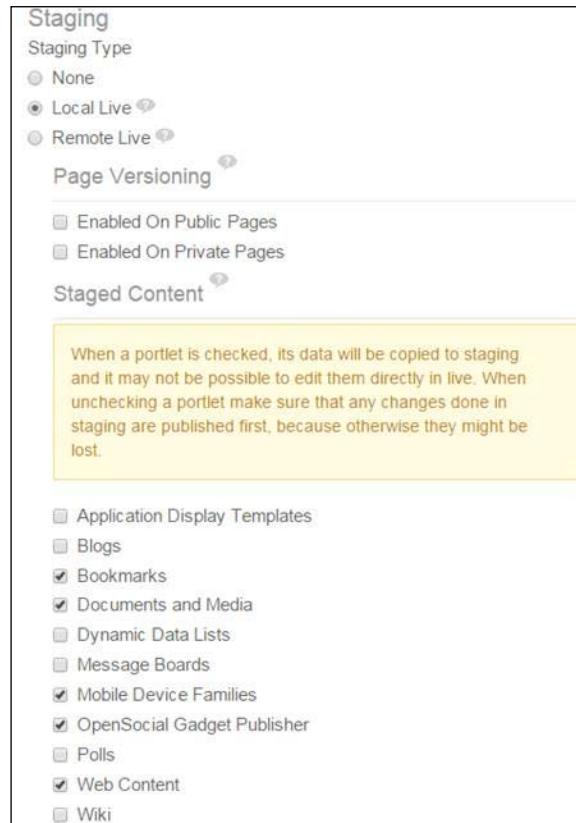 Staging
Staging Type
None
Local Live
Remote Live
Page Versioning
Enabled On Public Pages
Enabled On Private Pages
Staged Content
When a portlet is checked, its data will be copied to staging
and it may not be possible to edit them directly in live. When
unchecking a portlet make sure that any changes done in
staging are published first, because otherwise they might be
lost.
Application Display Templates
Blogs
Bookmarks
Documents and Media
Dynamic Data Lists
Message Boards
Mobile Device Families
OpenSocial Gadget Publisher
Polls
Web Content
Wiki